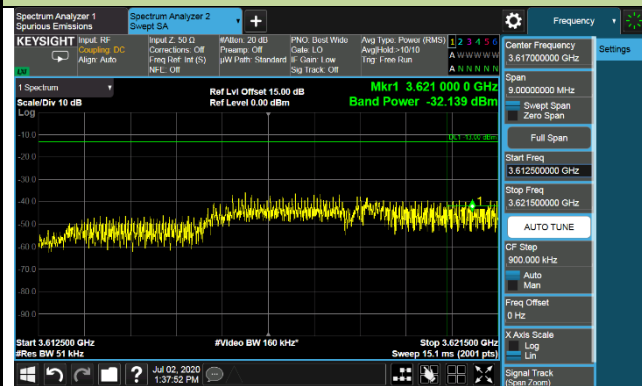 Spectrum Analyzer 1
Spurious Emissions
Spectrum Analyzer 2
Swept SA
Frequency
KEYSIGHT
Input: RF
Coupling: DC
Align: Auto
Input Z: 50 Ω
Corrections: Off
Freq Ref: Int (S)
NFE: Off
#Atten: 20 dB
Preamp: Off
µW Path: Standard
PNO: Best Wide
Gate: LO
IF Gain: Low
Sig Track: Off
Avg Type: Power (RMS)
Avg|Hold:>10/10
Trig: Free Run
1 2 3 4 5 6
A W W W W W
A N N N N N
LNI
1 Spectrum
Scale/Div 10 dB
Log
Ref Lvl Offset 15.00 dB
Ref Level 0.00 dBm
Mkr1 3.621 000 0 GHz
Band Power -32.139 dBm
DL1 -13.00 dBm
-10.0
-20.0
-30.0
-40.0
-50.0
-60.0
-70.0
-80.0
-90.0
1
Start 3.612500 GHz
#Res BW 51 kHz
#Video BW 160 kHz*
Stop 3.621500 GHz
Sweep 15.1 ms (2001 pts)
Jul 02, 2020
1:37:52 PM
Settings
Center Frequency
3.617000000 GHz
Span
9.00000000 MHz
Swept Span
Zero Span
Full Span
Start Freq
3.612500000 GHz
Stop Freq
3.621500000 GHz
AUTO TUNE
CF Step
900.000 kHz
Auto
Man
Freq Offset
0 Hz
X Axis Scale
Log
Lin
Signal Track
(Span Zoom)